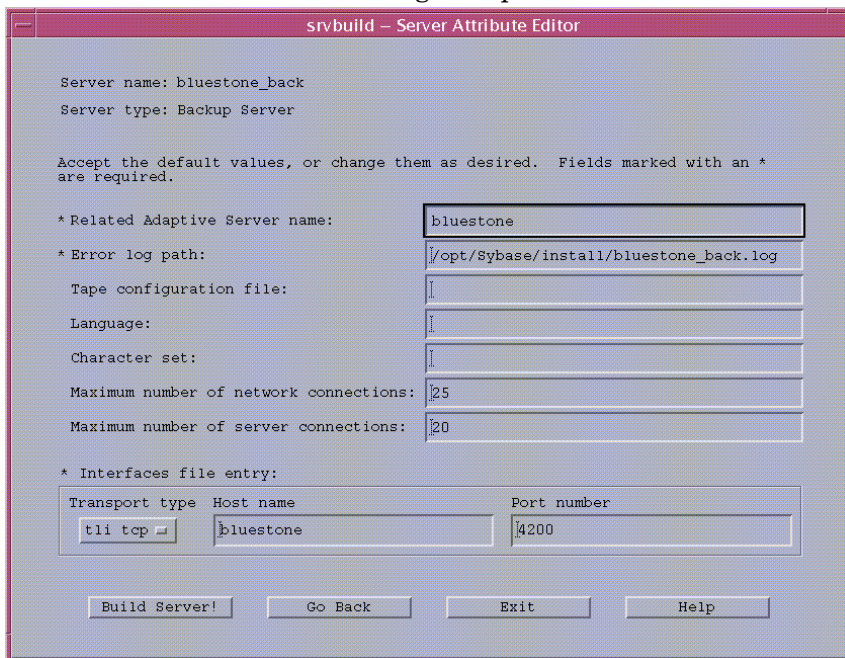 srvbuild – Server Attribute Editor
Server name: bluestone_back
Server type: Backup Server
Accept the default values, or change them as desired.  Fields marked with an *
are required.
* Related Adaptive Server name: bluestone
* Error log path: /opt/Sybase/install/bluestone_back.log
Tape configuration file:
Language:
Character set:
Maximum number of network connections: 25
Maximum number of server connections: 20
* Interfaces file entry:
Transport type Host name Port number
tli tcp bluestone 4200
Build Server! Go Back Exit Help